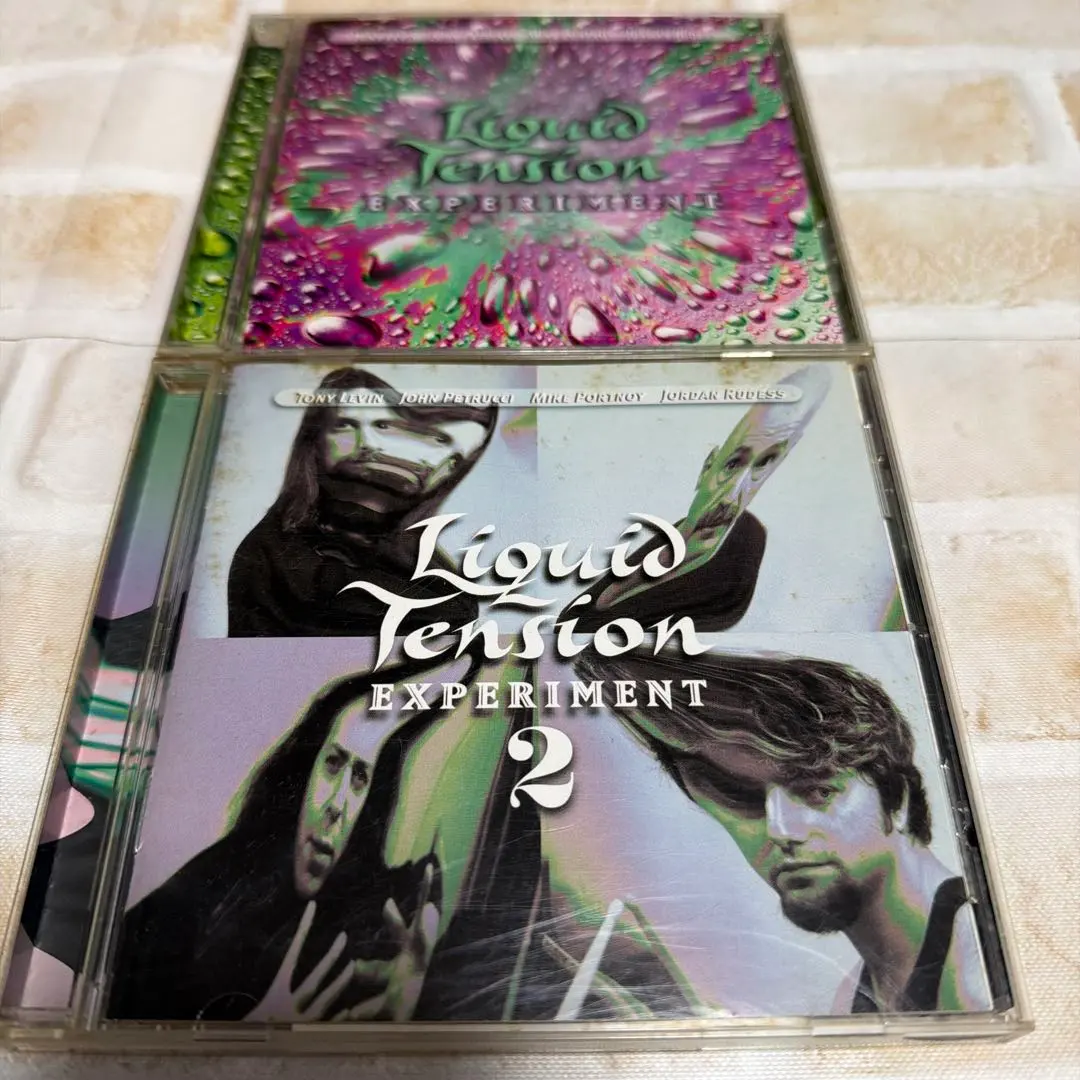 Liquid
Tension
EXPERIMENT
TONY LEVIN JOHN PETRUCCI MIKE PORTNOY JORDAN RUDESS
Liquid
Tension
EXPERIMENT
2